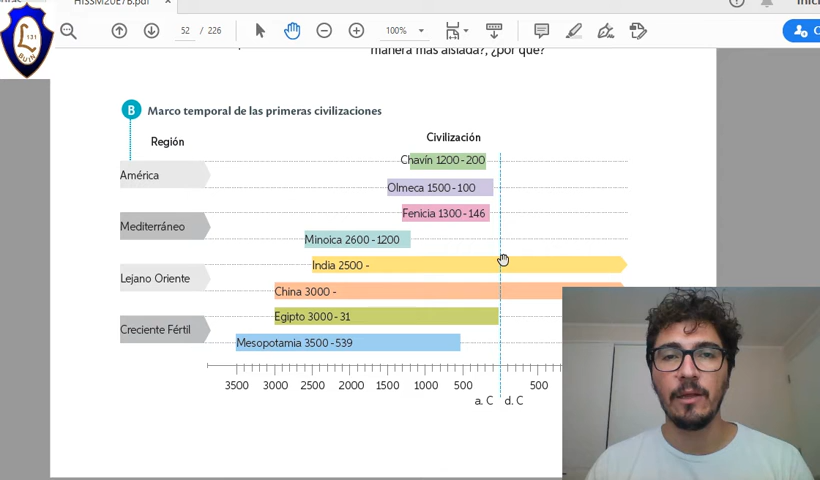 HISSM20E7B.pdf
52 / 226
100%
L
131
BUIN
manera más aislada?, ¿por qué?
B Marco temporal de las primeras civilizaciones
Región
Civilización
América
Chavín 1200 - 200
Olmeca 1500 - 100
Mediterráneo
Fenicia 1300 - 146
Minoica 2600 - 1200
Lejano Oriente
India 2500 -
China 3000 -
Creciente Fértil
Egipto 3000 - 31
Mesopotamia 3500 - 539
3500 3000 2500 2000 1500 1000 500 500
a. C d. C